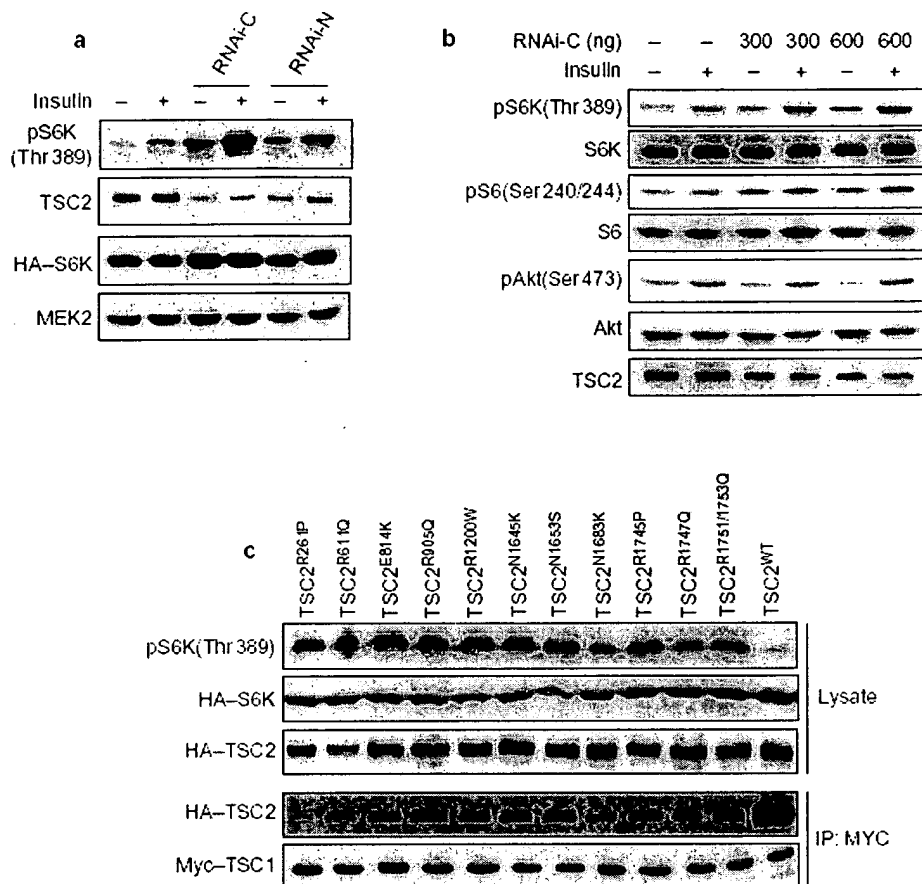 a
RNAi-C RNAi-N
Insulin – + – + – +
pS6K
(Thr 389)
TSC2
HA–S6K
MEK2
b
RNAi-C (ng) – – 300 300 600 600
Insulin – + – + – +
pS6K(Thr 389)
S6K
pS6(Ser 240/244)
S6
pAkt(Ser 473)
Akt
TSC2
c
TSC2R261P TSC2R611Q TSC2E814K TSC2R905Q TSC2R1200W TSC2N1645K TSC2N1653S TSC2N1683K TSC2R1745P TSC2R1747Q TSC2R1751/1753Q TSC2WT
pS6K(Thr 389)
HA–S6K
HA–TSC2
Lysate
HA–TSC2
Myc–TSC1
IP: MYC